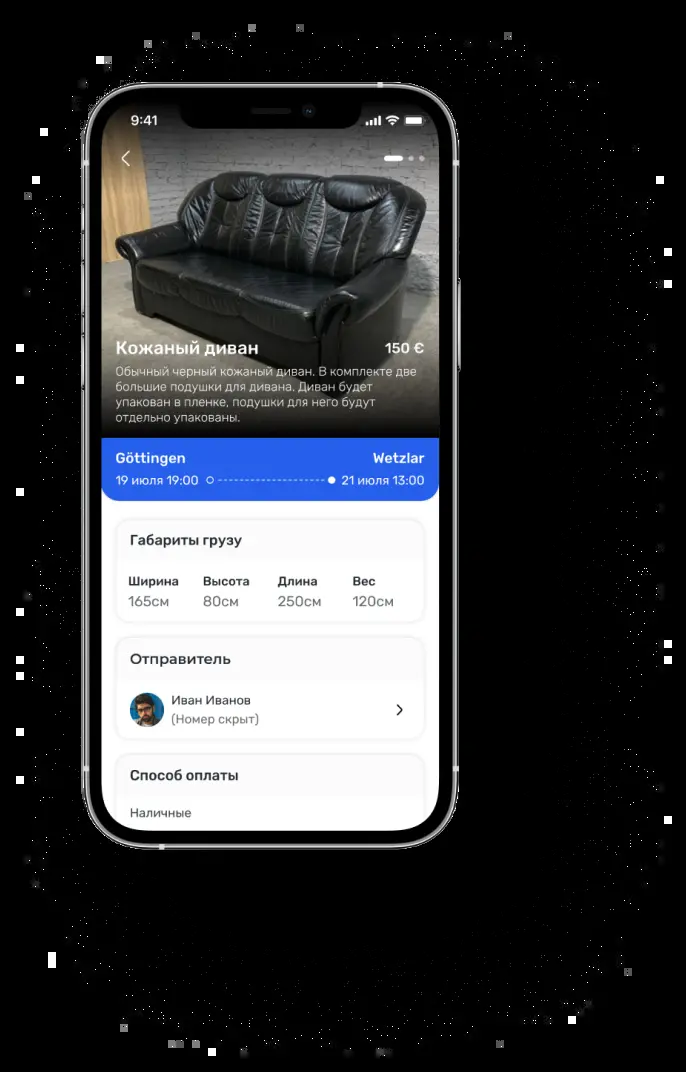 9:41
Кожаный диван 150 €
Обычный черный кожаный диван. В комплекте две
большие подушки для дивана. Диван будет
упакован в пленке, подушки для него будут
отдельно упакованы.
Göttingen Wetzlar
19 июля 19:00 21 июля 13:00
Габариты грузу
Ширина Высота Длина Вес
165см 80см 250см 120см
Отправитель
Иван Иванов
(Номер скрыт)
Способ оплаты
Наличные